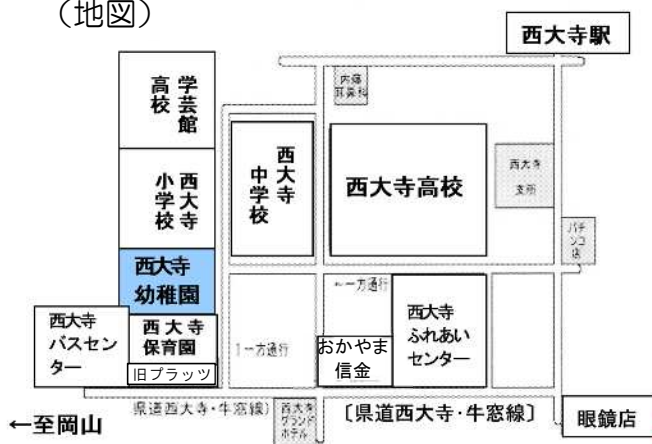 （地図）
西大寺駅
学芸館
高校
内藤
耳鼻科
西大寺
小学校
西大寺
中学校
西大寺高校
西大寺
支所
パチ
ンコ
店
西大寺
幼稚園
←一方通行
西大寺
バスセン
ター
西大寺
保育園
旧プラッツ
↑一方通行
おかやま
信金
西大寺
ふれあい
センター
←至岡山
県道西大寺・牛窓線〕
西大寺
グランド
ホテル
〔県道西大寺・牛窓線〕
眼鏡店